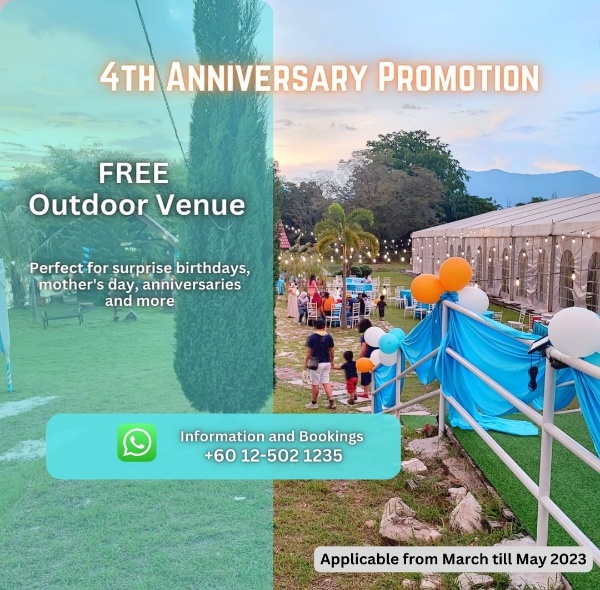 4TH ANNIVERSARY PROMOTION
FREE
Outdoor Venue
Perfect for surprise birthdays,
mother's day, anniversaries
and more
Information and Bookings
+60 12-502 1235
Applicable from March till May 2023